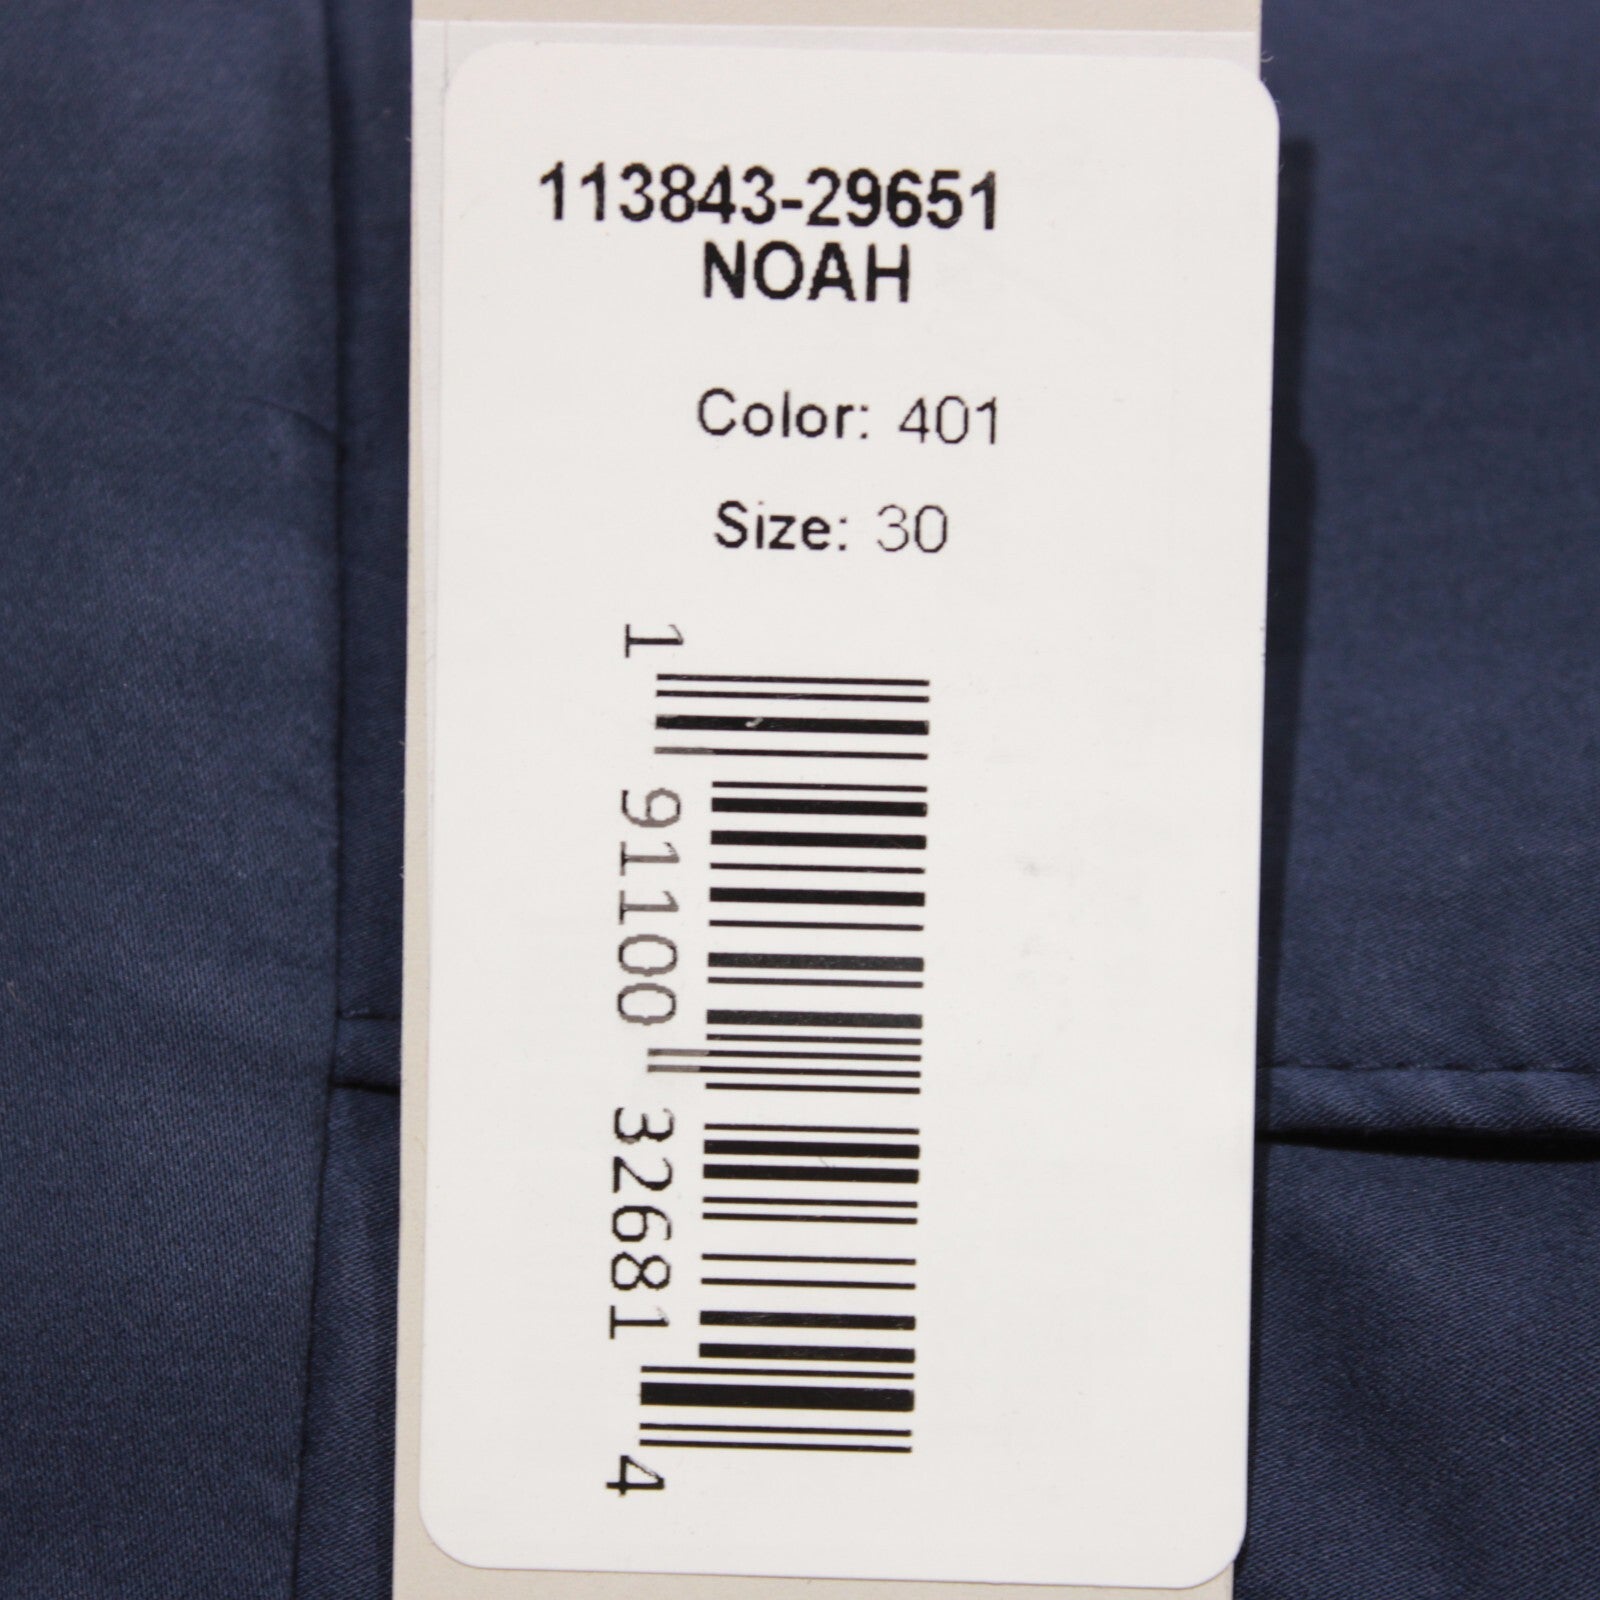 113843-29651
NOAH
Color: 401
Size: 30
1 91100 32681 4